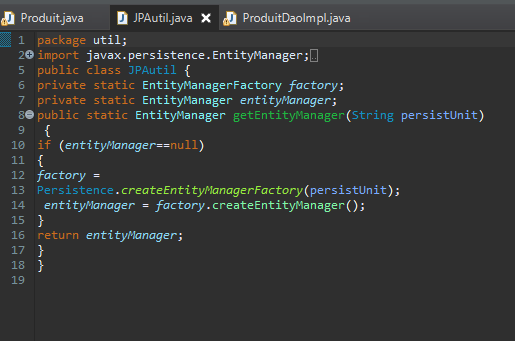 Produit.java JPAutil.java ProduitDaoImpl.java
1 package util;
2 import javax.persistence.EntityManager;
5 public class JPAutil {
6 private static EntityManagerFactory factory;
7 private static EntityManager entityManager;
8 public static EntityManager getEntityManager(String persistUnit)
9 {
10 if (entityManager==null)
11 {
12 factory =
13 Persistence.createEntityManagerFactory(persistUnit);
14 entityManager = factory.createEntityManager();
15 }
16 return entityManager;
17 }
18 }
19